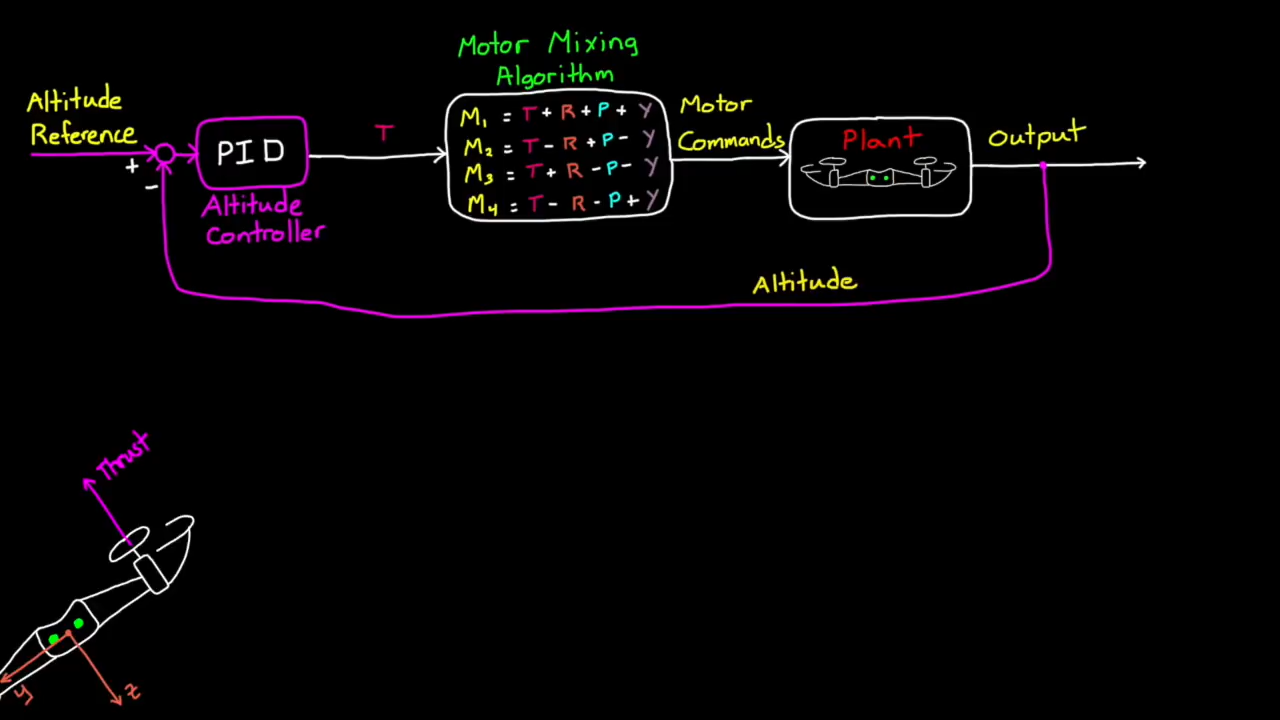 Motor Mixing
Algorithm
Altitude
Reference
+
-
PID
Altitude
Controller
T
M₁ = T + R + P + Y
M₂ = T - R + P - Y
M₃ = T + R - P - Y
M₄ = T - R - P + Y
Motor
Commands
Plant
Output
Altitude
Thrust
y
z